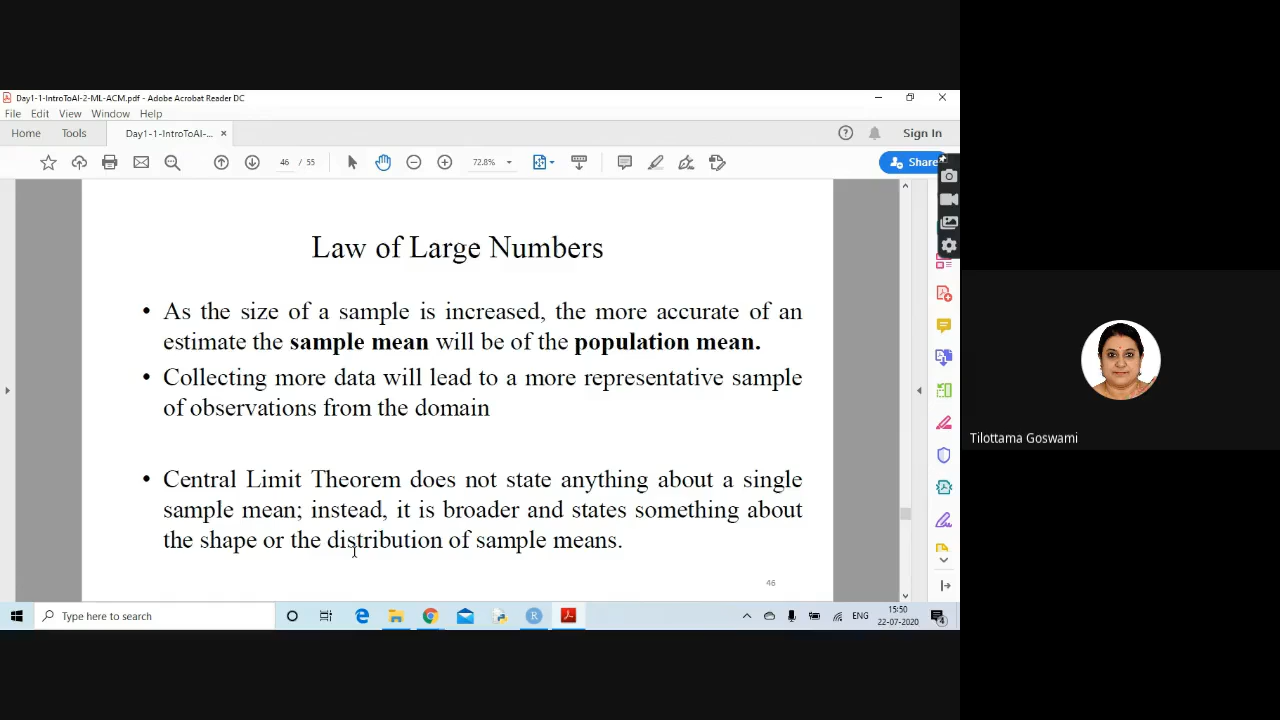 Day1-1-IntroToAI-2-ML-ACM.pdf - Adobe Acrobat Reader DC
File Edit View Window Help
Home Tools Day1-1-IntroToAI-... × Sign In
46 / 55 72.8% Share
Law of Large Numbers
• As the size of a sample is increased, the more accurate of an
estimate the sample mean will be of the population mean.
• Collecting more data will lead to a more representative sample
of observations from the domain
• Central Limit Theorem does not state anything about a single
sample mean; instead, it is broader and states something about
the shape or the distribution of sample means.
46
Tilottama Goswami
Type here to search
ENG
15:50
22-07-2020
4